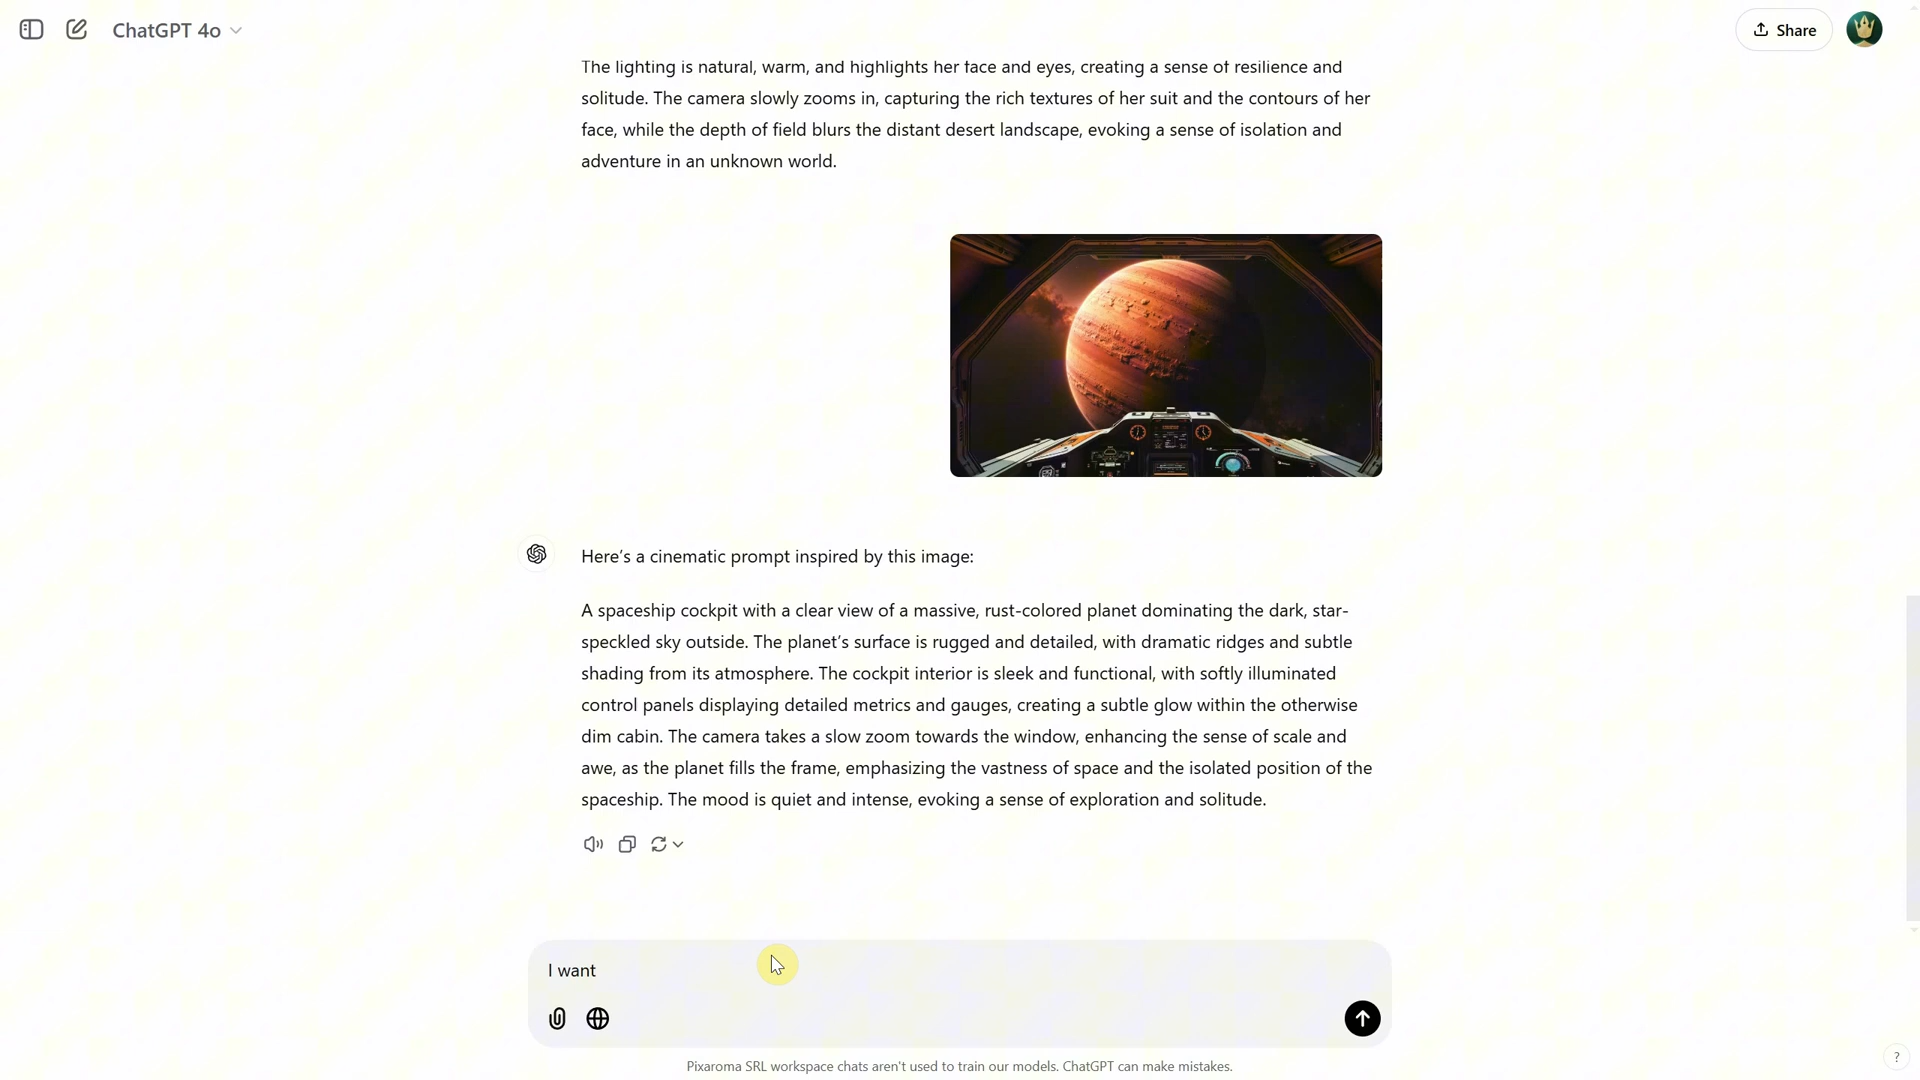 ChatGPT 4o
Share
The lighting is natural, warm, and highlights her face and eyes, creating a sense of resilience and
solitude. The camera slowly zooms in, capturing the rich textures of her suit and the contours of her
face, while the depth of field blurs the distant desert landscape, evoking a sense of isolation and
adventure in an unknown world.
Here’s a cinematic prompt inspired by this image:
A spaceship cockpit with a clear view of a massive, rust-colored planet dominating the dark, star-
speckled sky outside. The planet’s surface is rugged and detailed, with dramatic ridges and subtle
shading from its atmosphere. The cockpit interior is sleek and functional, with softly illuminated
control panels displaying detailed metrics and gauges, creating a subtle glow within the otherwise
dim cabin. The camera takes a slow zoom towards the window, enhancing the sense of scale and
awe, as the planet fills the frame, emphasizing the vastness of space and the isolated position of the
spaceship. The mood is quiet and intense, evoking a sense of exploration and solitude.
I want
Pixaroma SRL workspace chats aren't used to train our models. ChatGPT can make mistakes.
?